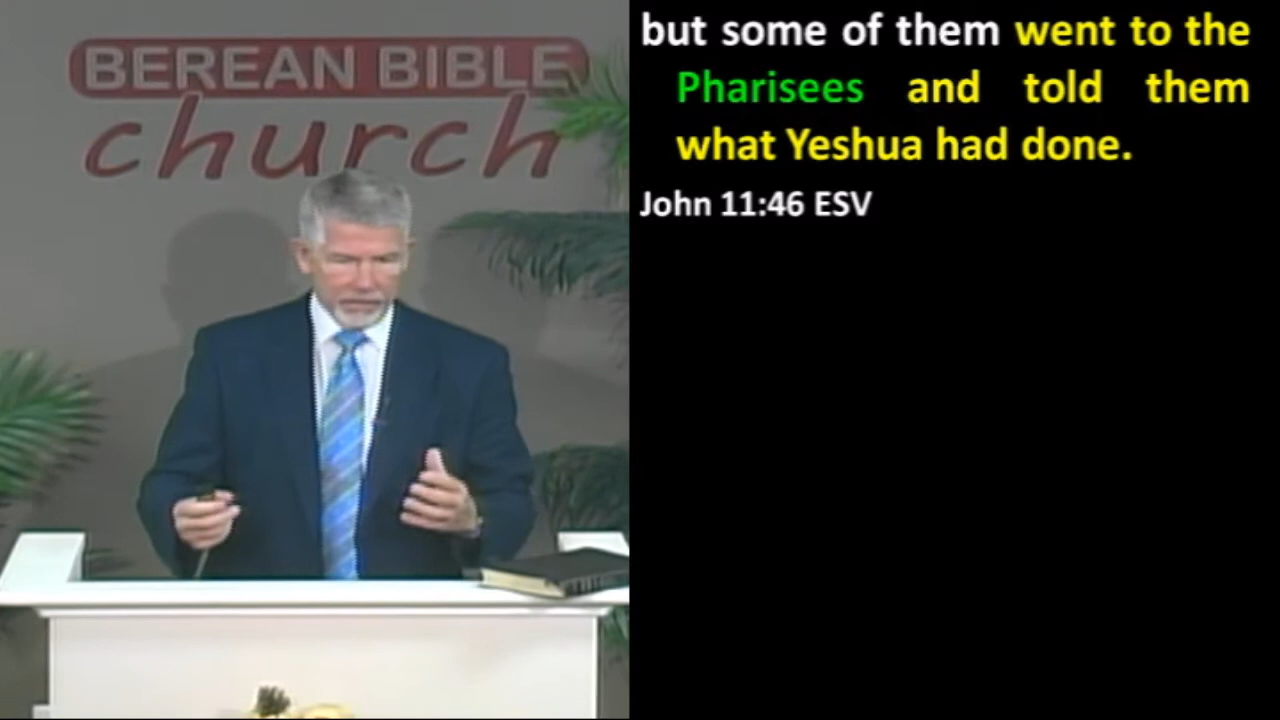 BEREAN BIBLE
church
but some of them went to the
Pharisees and told them
what Yeshua had done.
John 11:46 ESV